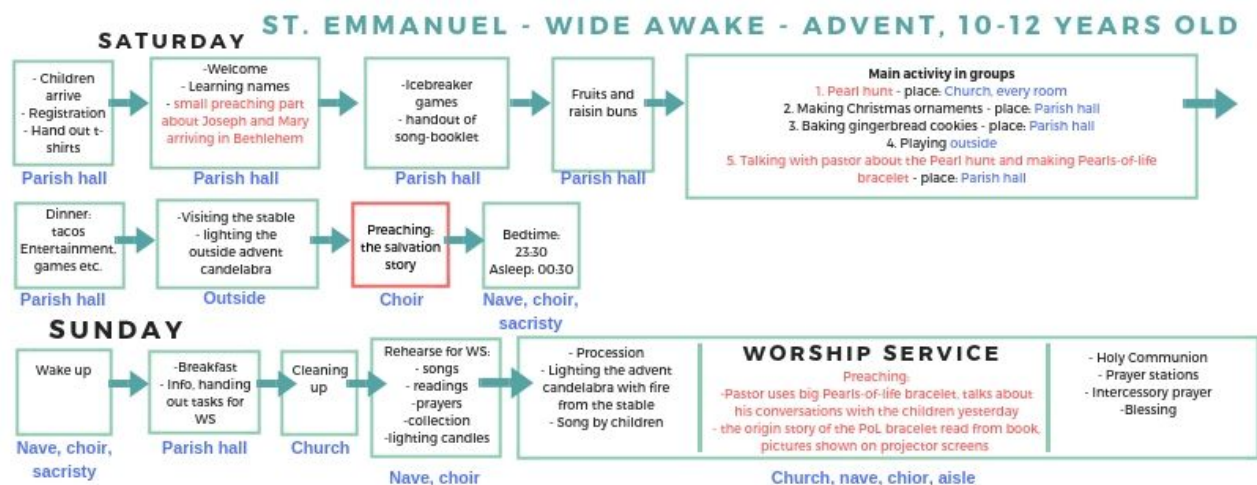 ST. EMMANUEL - WIDE AWAKE - ADVENT, 10-12 YEARS OLD
SATURDAY
- Children
arrive
- Registration
- Hand out t-
shirts
Parish hall
-Welcome
- Learning names
- small preaching part
about Joseph and Mary
arriving in Bethlehem
Parish hall
-Icebreaker
games
- handout of
song-booklet
Parish hall
Fruits and
raisin buns
Parish hall
Main activity in groups
1. Pearl hunt - place: Church, every room
2. Making Christmas ornaments - place: Parish hall
3. Baking gingerbread cookies - place: Parish hall
4. Playing outside
5. Talking with pastor about the Pearl hunt and making Pearls-of-life
bracelet - place: Parish hall
Dinner:
tacos
Entertainment,
games etc.
Parish hall
-Visiting the stable
- lighting the
outside advent
candelabra
Outside
Preaching:
the salvation
story
Choir
Bedtime:
23:30
Asleep: 00:30
Nave, choir,
sacristy
SUNDAY
Wake up
Nave, choir,
sacristy
-Breakfast
- Info, handing
out tasks for
WS
Parish hall
Cleaning
up
Church
Rehearse for WS:
- songs
- readings
-prayers
-collection
-lighting candles
Nave, choir
- Procession
- Lighting the advent
candelabra with fire
from the stable
- Song by children
WORSHIP SERVICE
Preaching:
-Pastor uses big Pearls-of-life bracelet, talks about
his conversations with the children yesterday
- the origin story of the PoL bracelet read from book,
pictures shown on projector screens
- Holy Communion
- Prayer stations
- Intercessory prayer
-Blessing
Church, nave, chior, aisle